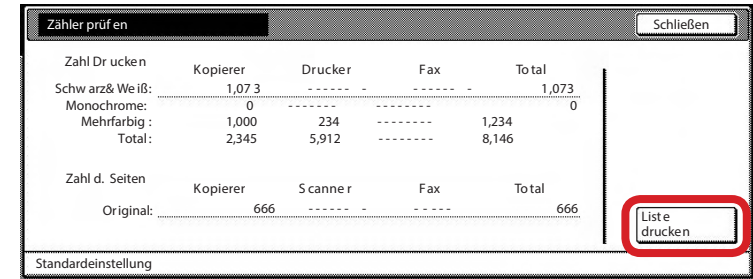 Zähler prüfen Schließen
Zahl Drucken
Kopierer Drucker Fax Total
Schwarz&Weiß: 1,073 ------ - ------ - 1,073
Monochrome: 0 ------- -------- 0
Mehrfarbig : 1,000 234 -------- 1,234
Total: 2,345 5,912 -------- 8,146
Zahl d. Seiten
Kopierer Scanner Fax Total
Original: 666 ------ - ----- 666
Liste
drucken
Standardeinstellung